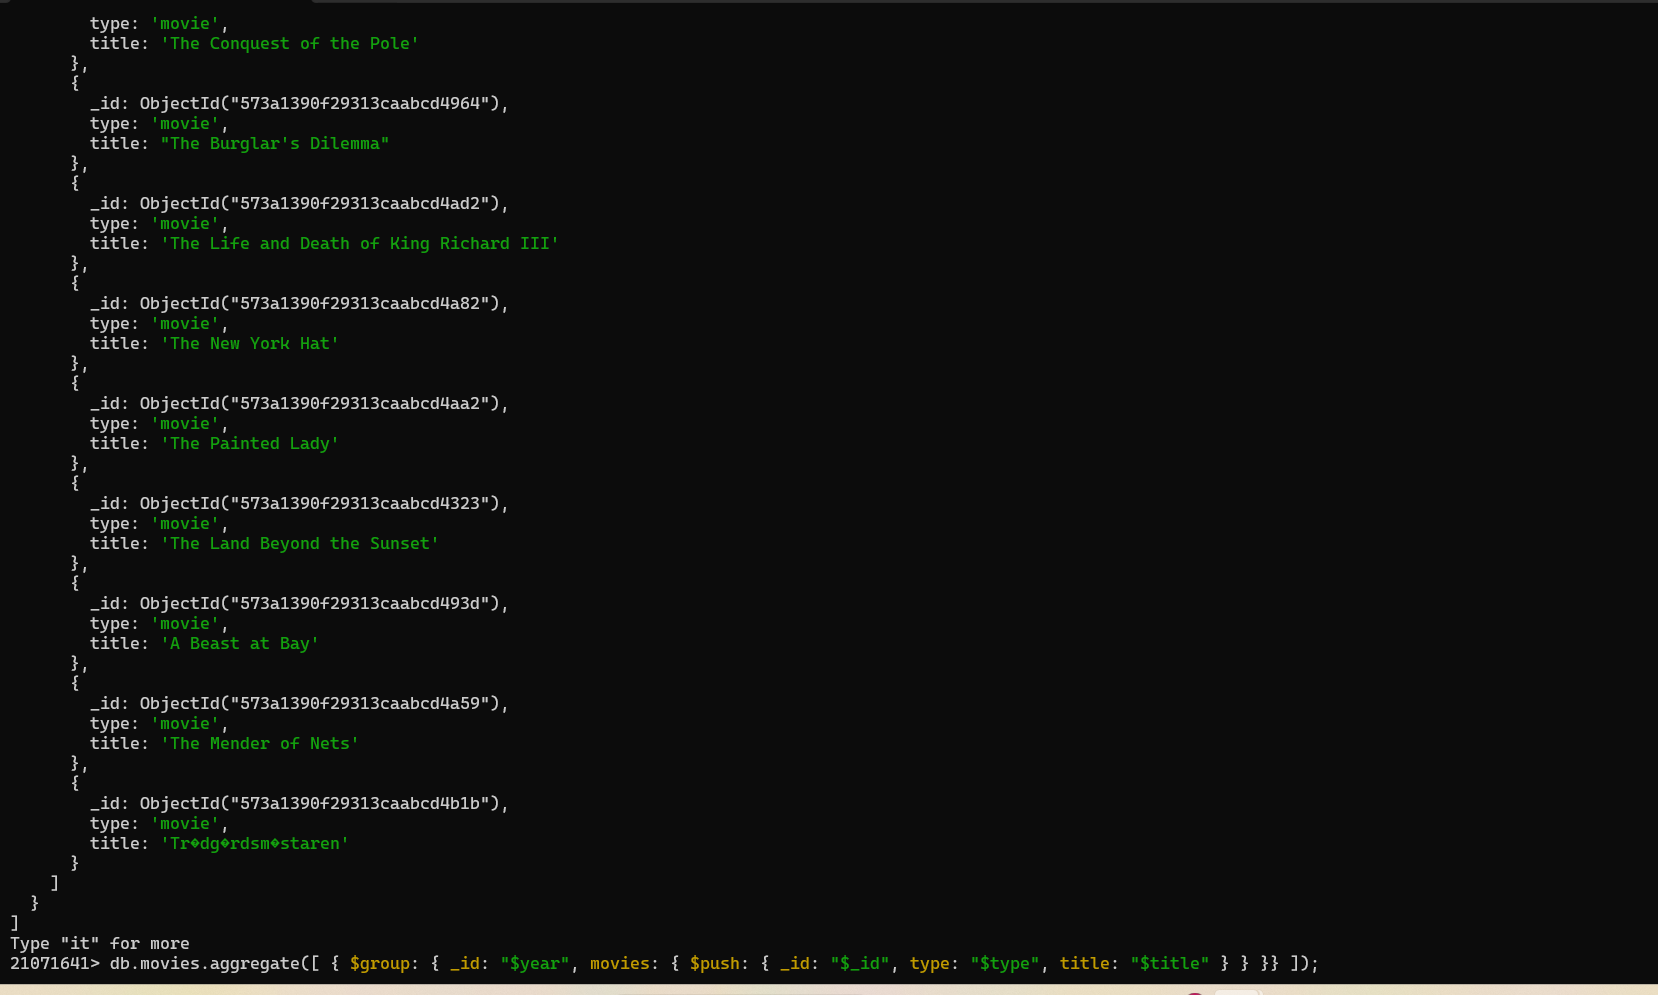 type: 'movie',
title: 'The Conquest of the Pole'
},
{
_id: ObjectId("573a1390f29313caabcd4964"),
type: 'movie',
title: "The Burglar's Dilemma"
},
{
_id: ObjectId("573a1390f29313caabcd4ad2"),
type: 'movie',
title: 'The Life and Death of King Richard III'
},
{
_id: ObjectId("573a1390f29313caabcd4a82"),
type: 'movie',
title: 'The New York Hat'
},
{
_id: ObjectId("573a1390f29313caabcd4aa2"),
type: 'movie',
title: 'The Painted Lady'
},
{
_id: ObjectId("573a1390f29313caabcd4323"),
type: 'movie',
title: 'The Land Beyond the Sunset'
},
{
_id: ObjectId("573a1390f29313caabcd493d"),
type: 'movie',
title: 'A Beast at Bay'
},
{
_id: ObjectId("573a1390f29313caabcd4a59"),
type: 'movie',
title: 'The Mender of Nets'
},
{
_id: ObjectId("573a1390f29313caabcd4b1b"),
type: 'movie',
title: 'Tr�dg�rdsm�staren'
}
]
}
]
Type "it" for more
21071641> db.movies.aggregate([ { $group: { _id: "$year", movies: { $push: { _id: "$_id", type: "$type", title: "$title" } } }} ]);